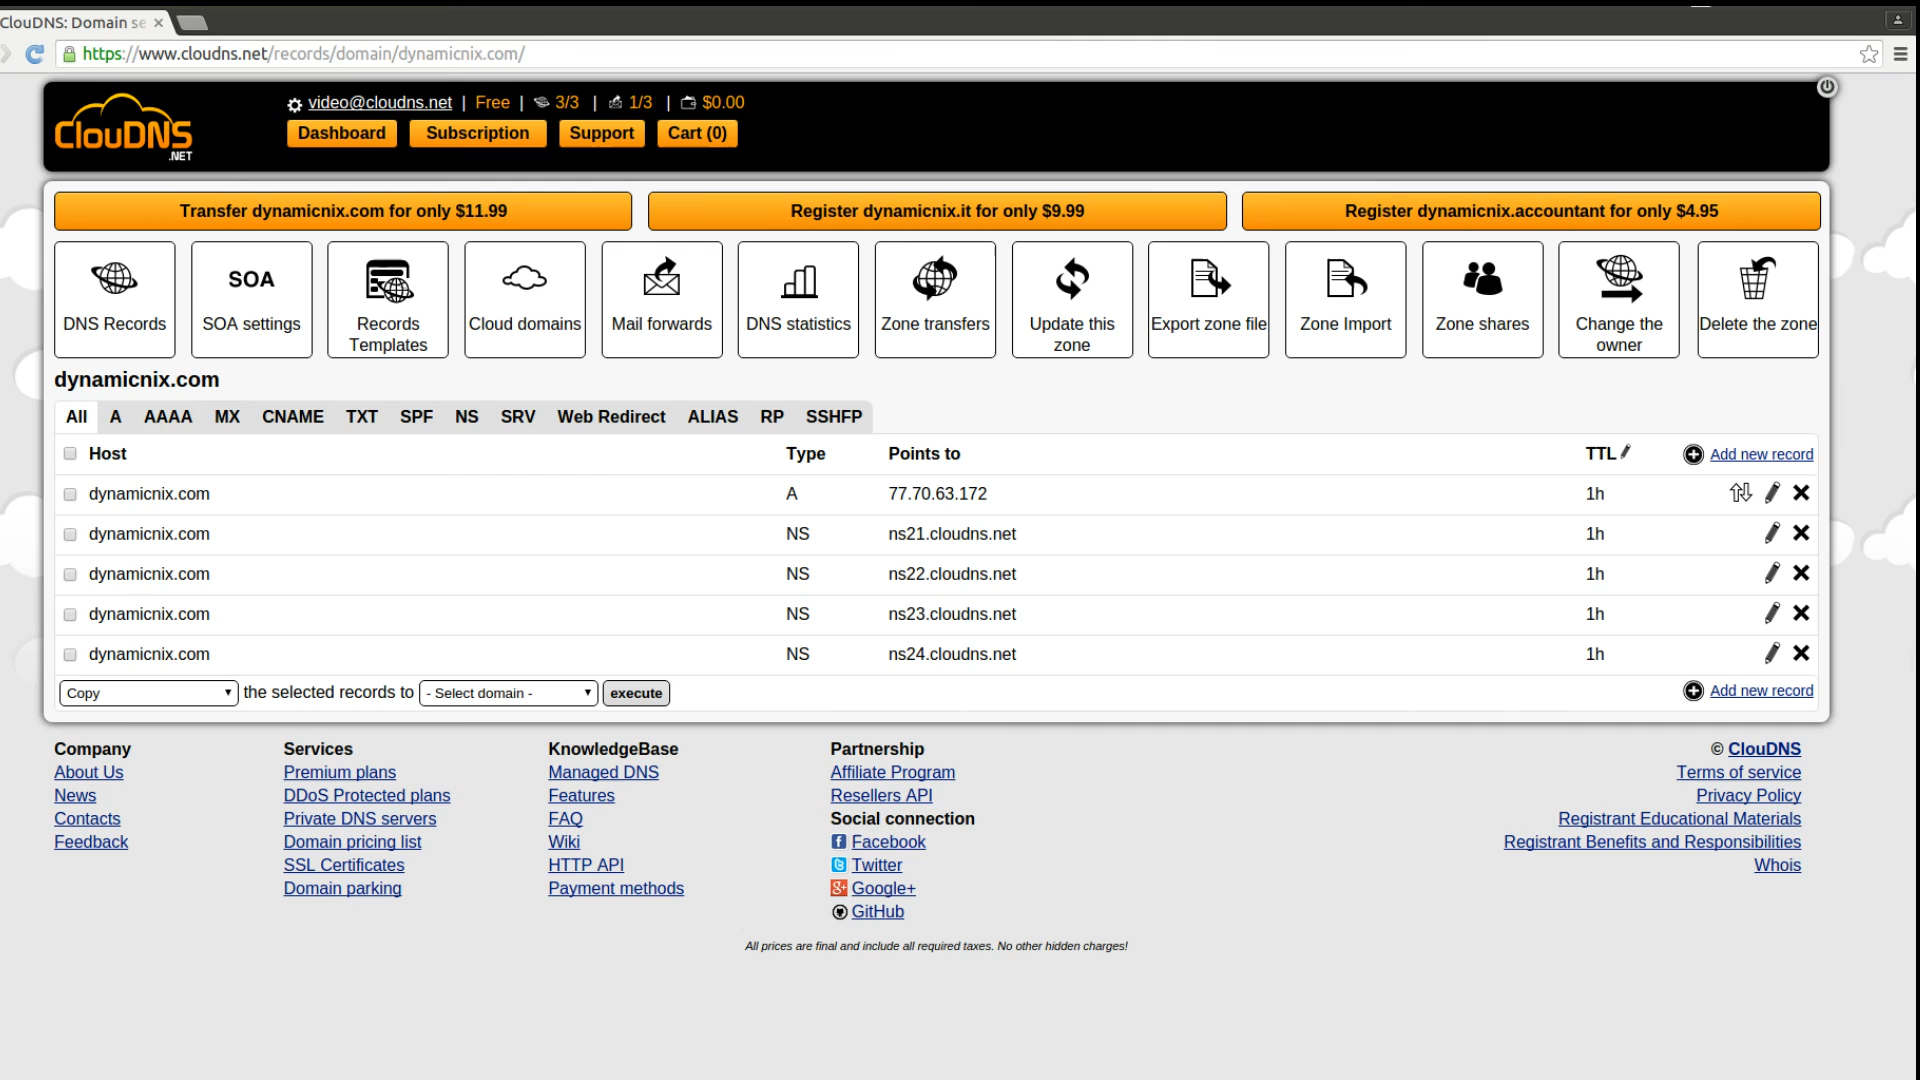 ClouDNS: Domain se
https://www.cloudns.net/records/domain/dynamicnix.com/
ClouDNS
.NET
video@cloudns.net | Free | 3/3 | 1/3 | $0.00
Dashboard Subscription Support Cart (0)
Transfer dynamicnix.com for only $11.99 Register dynamicnix.it for only $9.99 Register dynamicnix.accountant for only $4.95
SOA
DNS Records SOA settings Records Templates Cloud domains Mail forwards DNS statistics Zone transfers Update this zone Export zone file Zone Import Zone shares Change the owner Delete the zone
dynamicnix.com
All A AAAA MX CNAME TXT SPF NS SRV Web Redirect ALIAS RP SSHFP
Host Type Points to TTL Add new record
dynamicnix.com A 77.70.63.172 1h
dynamicnix.com NS ns21.cloudns.net 1h
dynamicnix.com NS ns22.cloudns.net 1h
dynamicnix.com NS ns23.cloudns.net 1h
dynamicnix.com NS ns24.cloudns.net 1h
Copy the selected records to - Select domain - execute Add new record
Company Services KnowledgeBase Partnership © ClouDNS
About Us Premium plans Managed DNS Affiliate Program Terms of service
News DDoS Protected plans Features Resellers API Privacy Policy
Contacts Private DNS servers FAQ Social connection Registrant Educational Materials
Feedback Domain pricing list Wiki Facebook Registrant Benefits and Responsibilities
SSL Certificates HTTP API Twitter Whois
Domain parking Payment methods Google+
GitHub
All prices are final and include all required taxes. No other hidden charges!